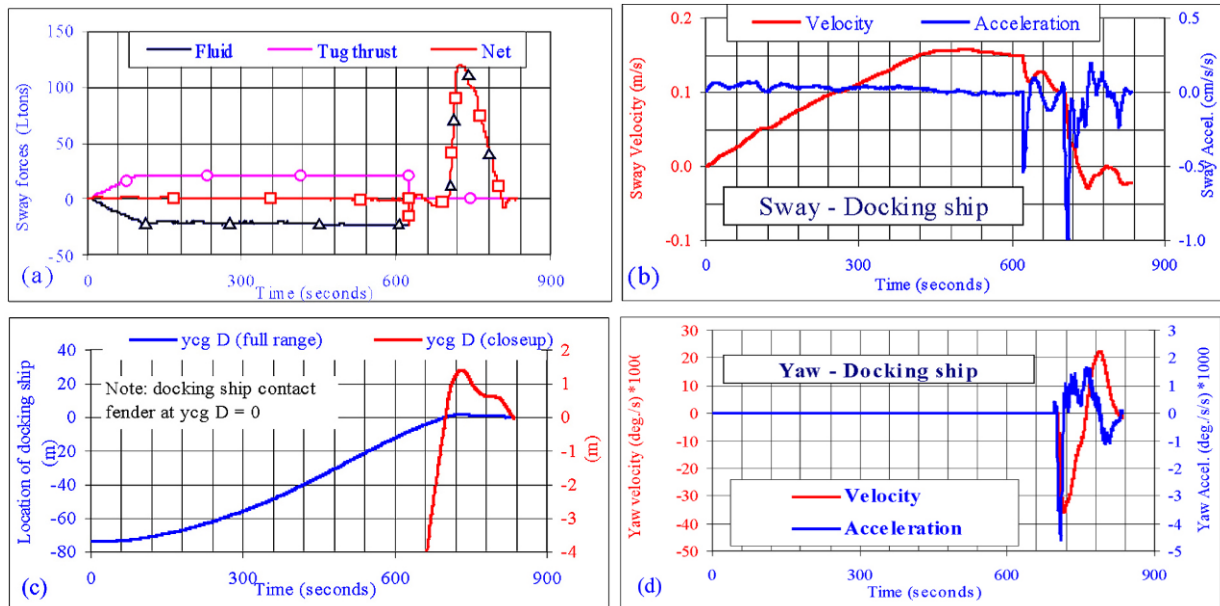 150
100
50
0
-50
Sway forces (Ltons)
Fluid
Tug thrust
Net
0
600
900
Time (seconds)
(a)
0.2
0.1
0.0
-0.1
Sway Velocity (m/s)
Velocity
Acceleration
0.5
0.0
-0.5
-1.0
Sway Accel. (cm/s/s)
Sway - Docking ship
0
300
600
900
Time (seconds)
(b)
ycg D (full range)
ycg D (closeup)
40
20
0
-20
-40
-60
-80
Location of docking ship
(m)
Note: docking ship contact
fender at ycg D = 0
2
1
0
-1
-2
-3
-4
(m)
0
300
600
900
Time (seconds)
(c)
30
20
10
0
-10
-20
-30
-40
-50
Yaw velocity (deg./s) *100(
Yaw - Docking ship
3
2
1
0
-1
-2
-3
-4
-5
Yaw Accel. (deg./s/s) *1000
Velocity
Acceleration
0
300
600
900
Time (seconds)
(d)